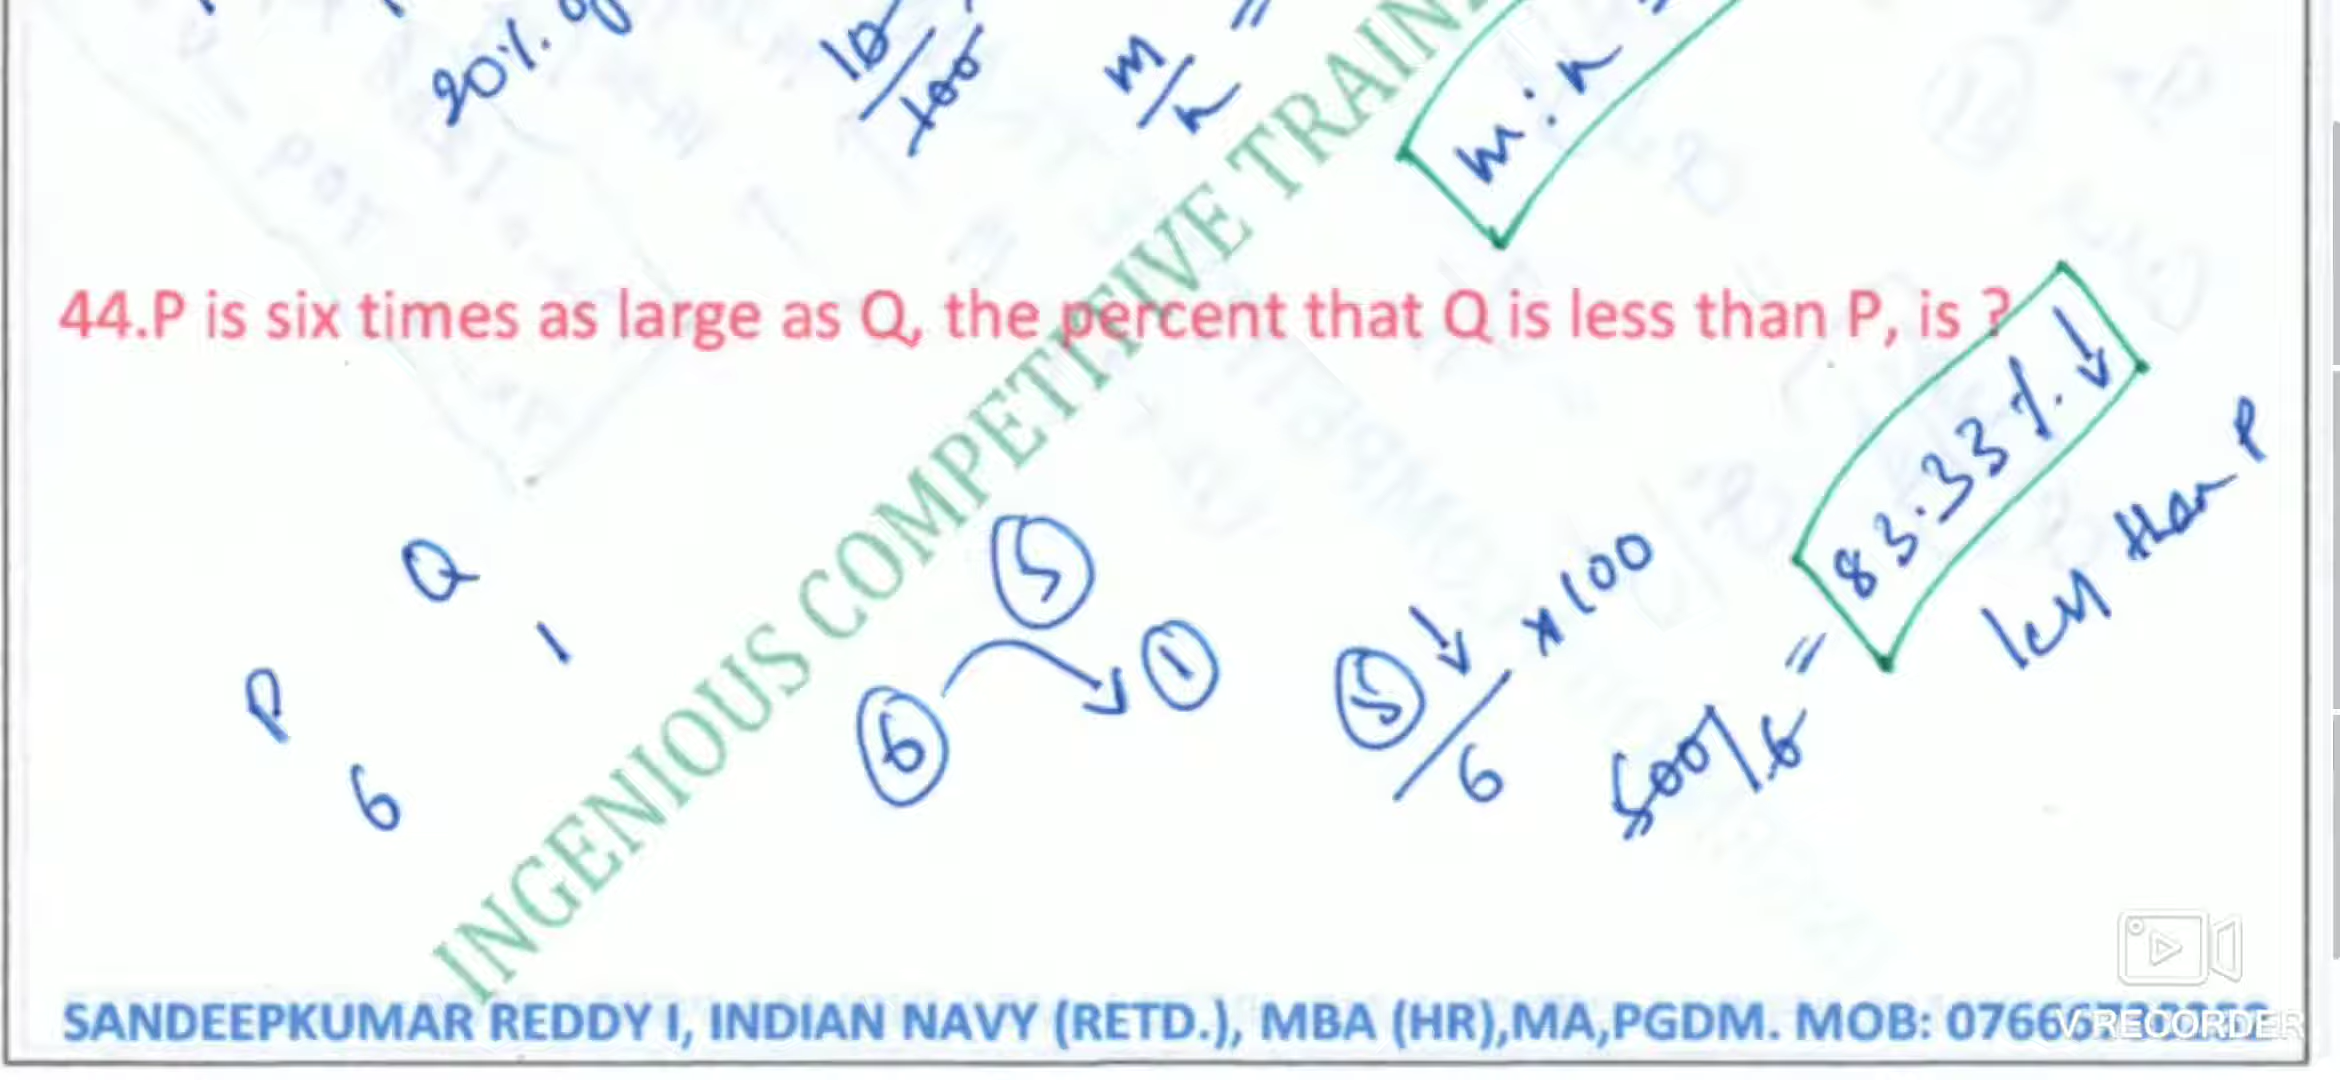 20%. of
10/100
m/n =
m:n =
44.P is six times as large as Q, the percent that Q is less than P, is ?
P Q
6 1
6 5 1
5↓/6 × 100
500/6 = 83.33%.↓
less than P
INGENIOUS COMPETITIVE TRAIN
SANDEEPKUMAR REDDY I, INDIAN NAVY (RETD.), MBA (HR),MA,PGDM. MOB: 0766
V RECORDER